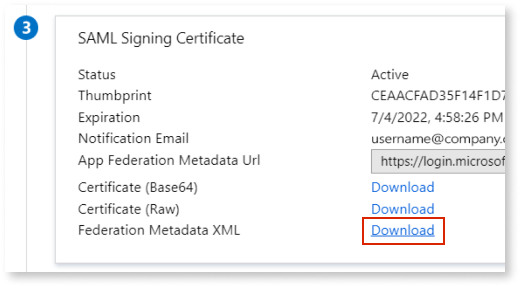 3
SAML Signing Certificate
Status Active
Thumbprint CEAACFAD35F14F1D7
Expiration 7/4/2022, 4:58:26 PM
Notification Email username@company.c
App Federation Metadata Url https://login.microsof
Certificate (Base64) Download
Certificate (Raw) Download
Federation Metadata XML Download